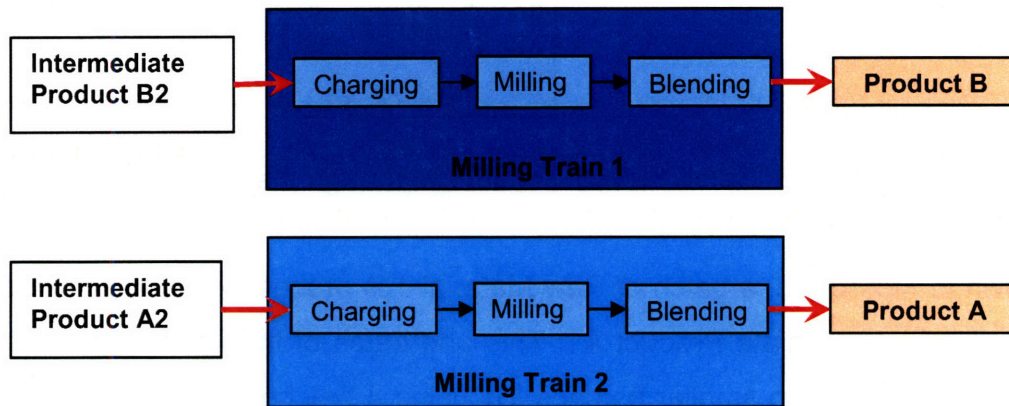 Intermediate
Product B2
Charging
Milling
Blending
Product B
Milling Train 1
Intermediate
Product A2
Charging
Milling
Blending
Product A
Milling Train 2